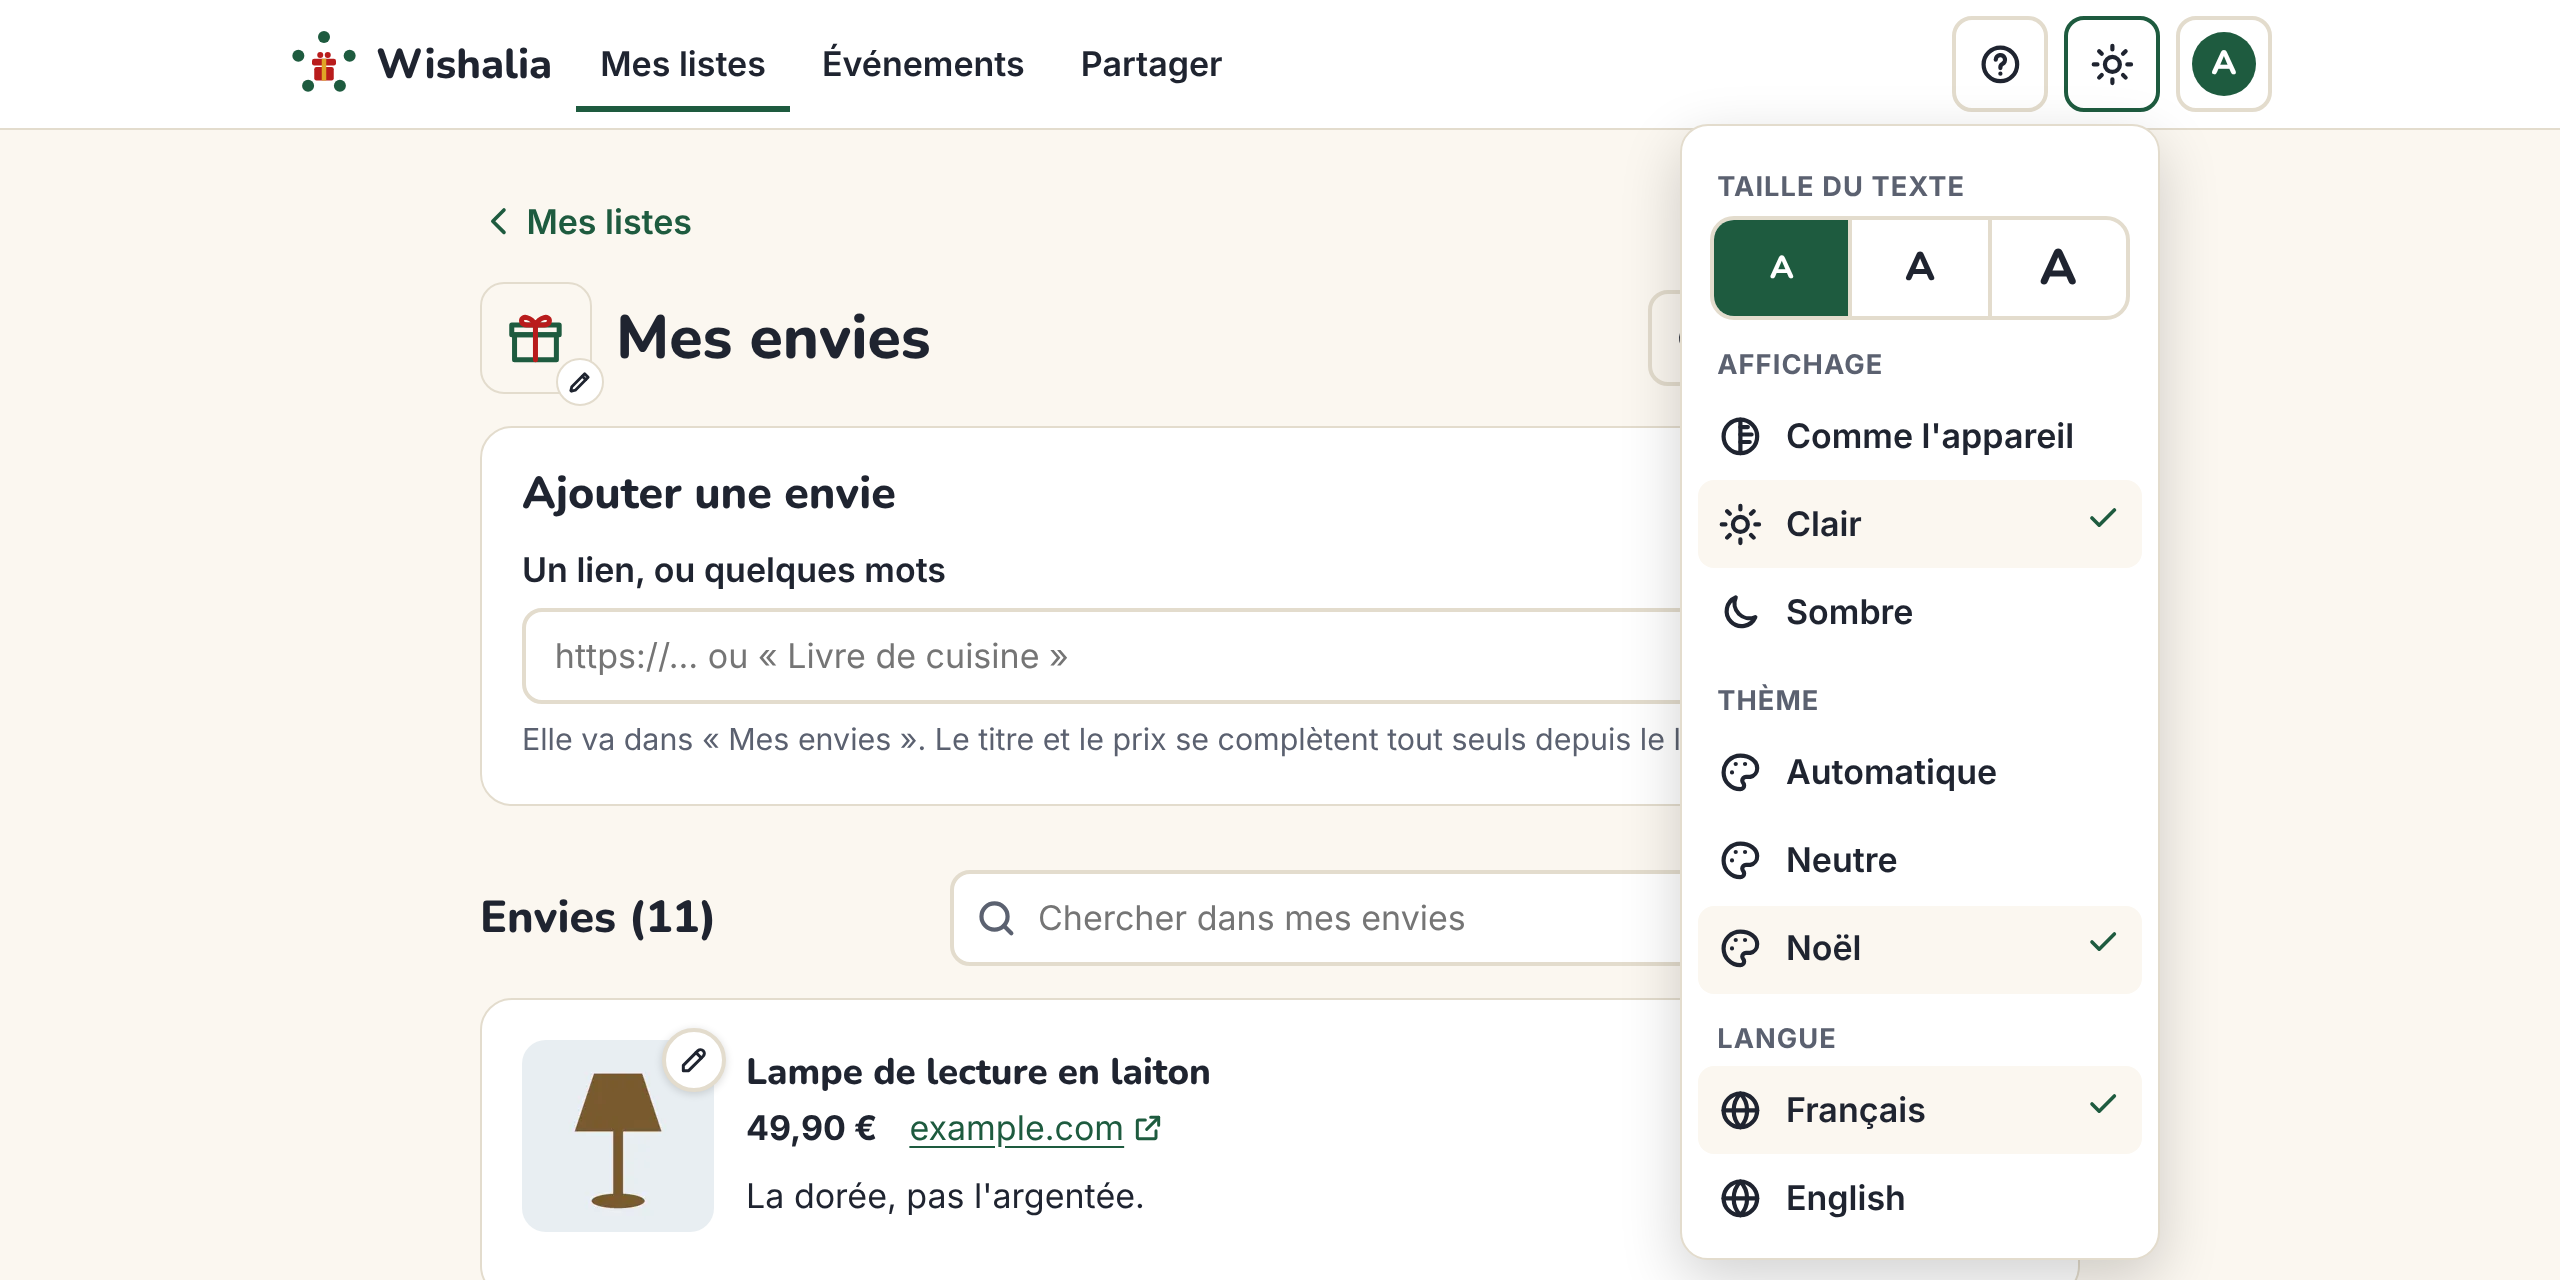 Wishalia
Mes listes
Événements
Partager
A
Mes listes
Mes envies
Ajouter une envie
Un lien, ou quelques mots
https://... ou « Livre de cuisine »
Elle va dans « Mes envies ». Le titre et le prix se complètent tout seuls depuis le
Envies (11)
Chercher dans mes envies
Lampe de lecture en laiton
49,90 € example.com
La dorée, pas l'argentée.
TAILLE DU TEXTE
A A A
AFFICHAGE
Comme l'appareil
Clair
Sombre
THÈME
Automatique
Neutre
Noël
LANGUE
Français
English